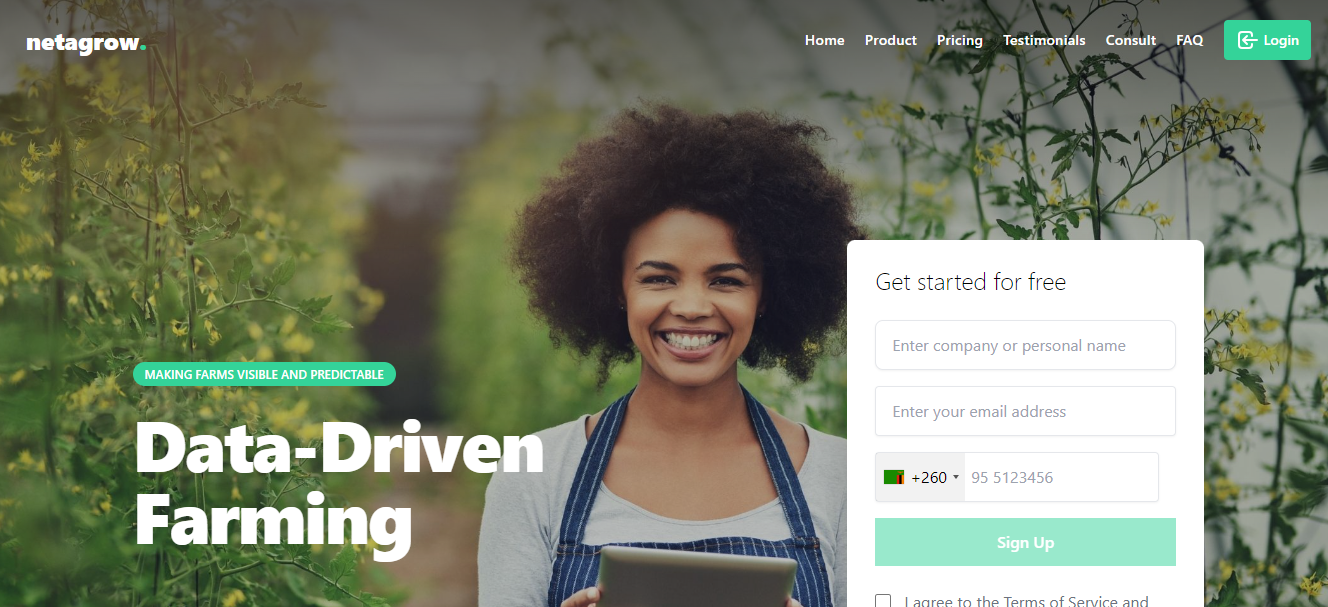 netagrow.
Home Product Pricing Testimonials Consult FAQ Login
MAKING FARMS VISIBLE AND PREDICTABLE
Data-Driven
Farming
Get started for free
Enter company or personal name
Enter your email address
+260 95 5123456
Sign Up
I agree to the Terms of Service and